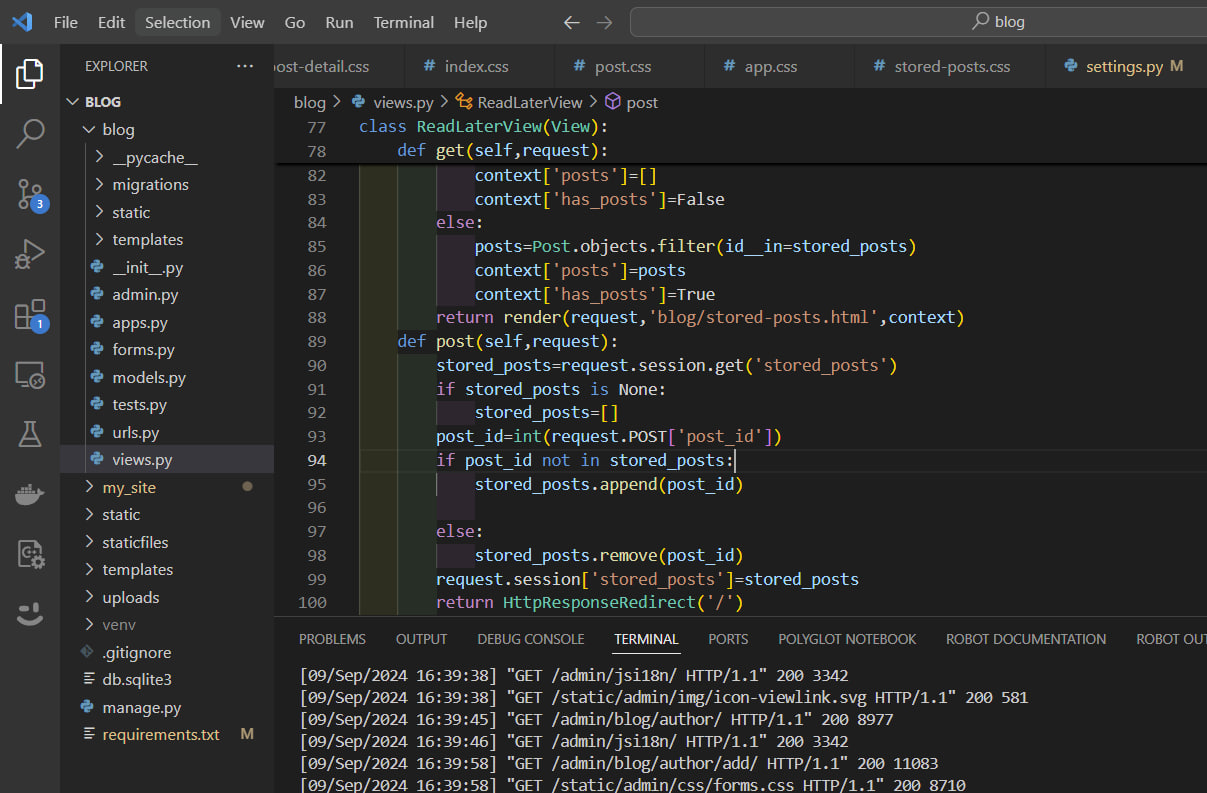 File Edit Selection View Go Run Terminal Help blog
EXPLORER
ost-detail.css # index.css # post.css # app.css # stored-posts.css settings.py M
BLOG
blog
__pycache__
migrations
static
templates
__init__.py
admin.py
apps.py
forms.py
models.py
tests.py
urls.py
views.py
my_site
static
staticfiles
templates
uploads
venv
.gitignore
db.sqlite3
manage.py
requirements.txt M
3
1
blog > views.py > ReadLaterView > post
77 class ReadLaterView(View):
78 def get(self,request):
82 context['posts']=[]
83 context['has_posts']=False
84 else:
85 posts=Post.objects.filter(id__in=stored_posts)
86 context['posts']=posts
87 context['has_posts']=True
88 return render(request,'blog/stored-posts.html',context)
89 def post(self,request):
90 stored_posts=request.session.get('stored_posts')
91 if stored_posts is None:
92 stored_posts=[]
93 post_id=int(request.POST['post_id'])
94 if post_id not in stored_posts:
95 stored_posts.append(post_id)
96
97 else:
98 stored_posts.remove(post_id)
99 request.session['stored_posts']=stored_posts
100 return HttpResponseRedirect('/')
PROBLEMS OUTPUT DEBUG CONSOLE TERMINAL PORTS POLYGLOT NOTEBOOK ROBOT DOCUMENTATION ROBOT OUT
[09/Sep/2024 16:39:38] "GET /admin/jsi18n/ HTTP/1.1" 200 3342
[09/Sep/2024 16:39:38] "GET /static/admin/img/icon-viewlink.svg HTTP/1.1" 200 581
[09/Sep/2024 16:39:45] "GET /admin/blog/author/ HTTP/1.1" 200 8977
[09/Sep/2024 16:39:46] "GET /admin/jsi18n/ HTTP/1.1" 200 3342
[09/Sep/2024 16:39:58] "GET /admin/blog/author/add/ HTTP/1.1" 200 11083
[09/Sep/2024 16:39:58] "GET /static/admin/css/forms.css HTTP/1.1" 200 8710